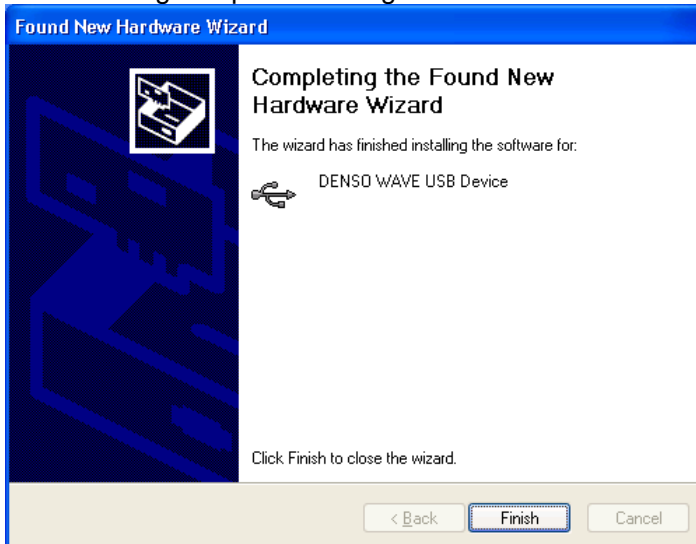 Found New Hardware Wizard
Completing the Found New
Hardware Wizard
The wizard has finished installing the software for:
DENSO WAVE USB Device
Click Finish to close the wizard.
< Back
Finish
Cancel